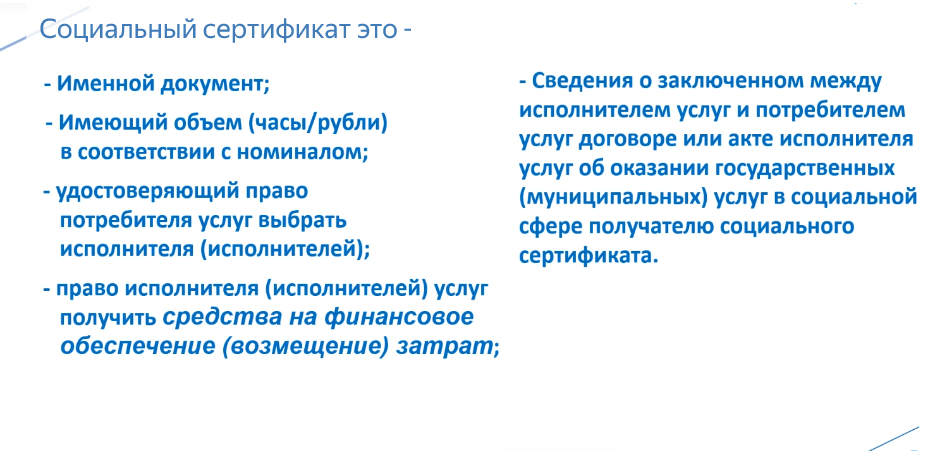 Социальный сертификат это -
- Именной документ;
- Имеющий объем (часы/рубли)
в соответствии с номиналом;
- удостоверяющий право
потребителя услуг выбрать
исполнителя (исполнителей);
- право исполнителя (исполнителей) услуг
получить средства на финансовое
обеспечение (возмещение) затрат;
- Сведения о заключенном между
исполнителем услуг и потребителем
услуг договоре или акте исполнителя
услуг об оказании государственных
(муниципальных) услуг в социальной
сфере получателю социального
сертификата.